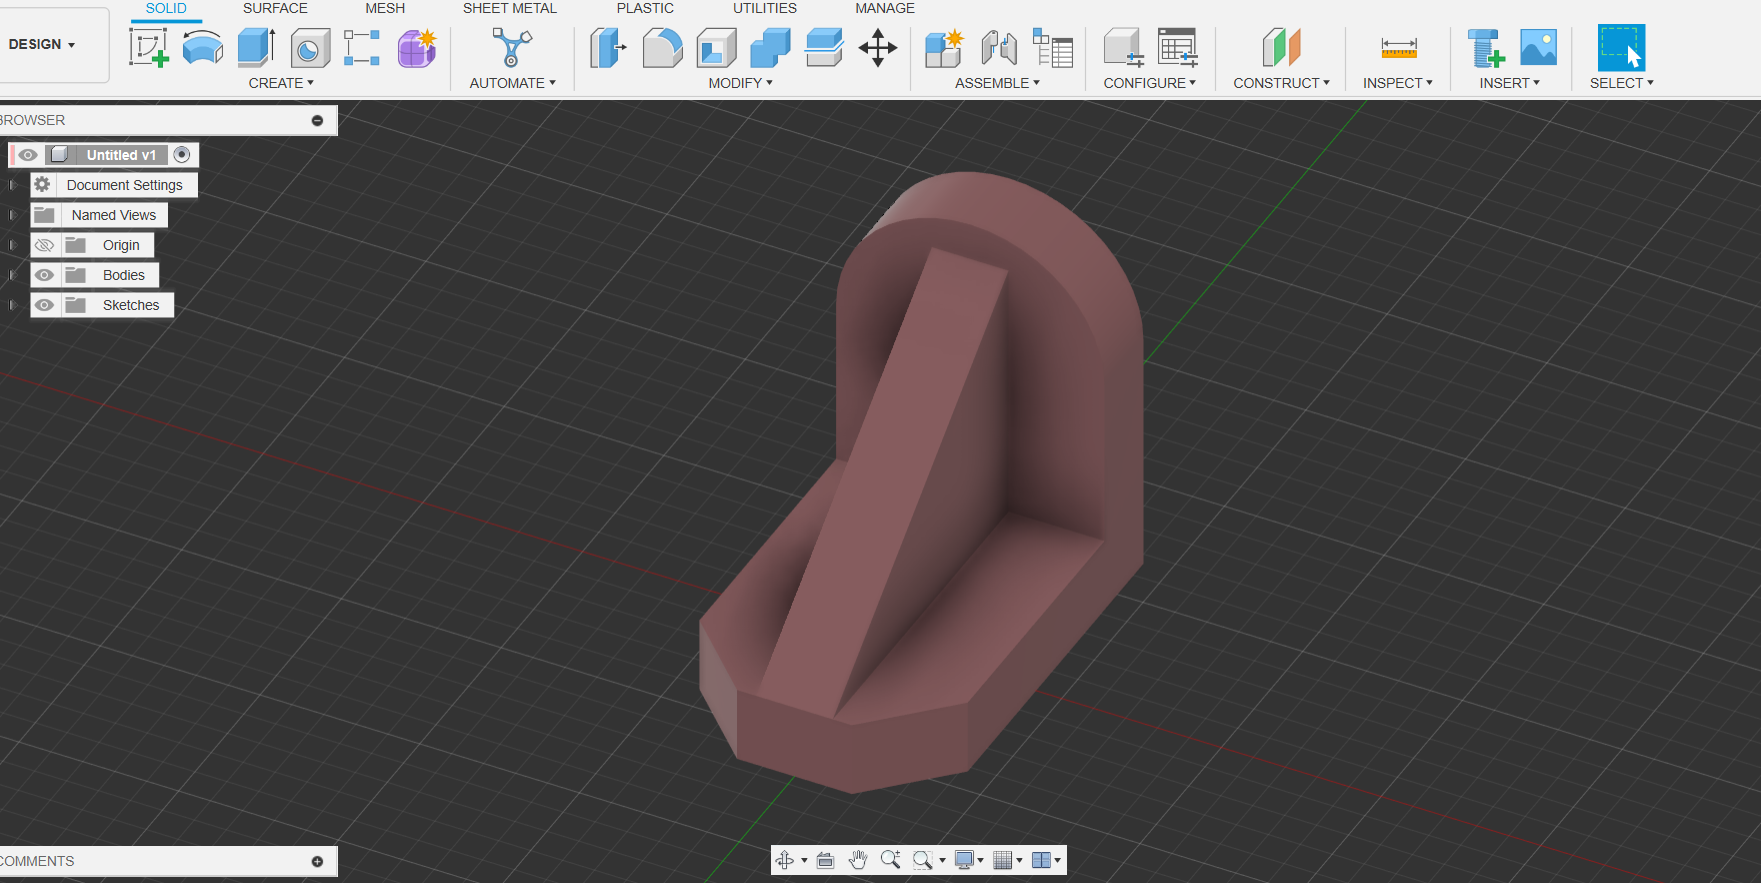 SOLID SURFACE MESH SHEET METAL PLASTIC UTILITIES MANAGE
DESIGN
CREATE AUTOMATE MODIFY ASSEMBLE CONFIGURE CONSTRUCT INSPECT INSERT SELECT
BROWSER
Untitled v1
Document Settings
Named Views
Origin
Bodies
Sketches
COMMENTS